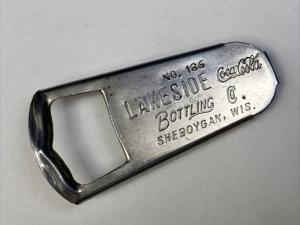 NO. 136
LAKESIDE Coca-Cola
BOTTLING Co.
SHEBOYGAN, WIS.